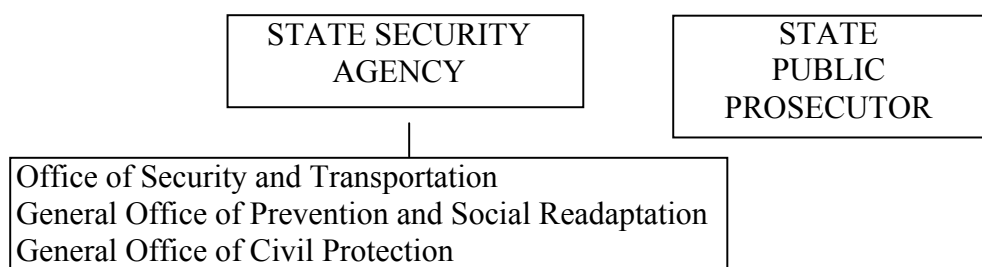 STATE SECURITY
AGENCY
STATE
PUBLIC
PROSECUTOR
Office of Security and Transportation
General Office of Prevention and Social Readaptation
General Office of Civil Protection